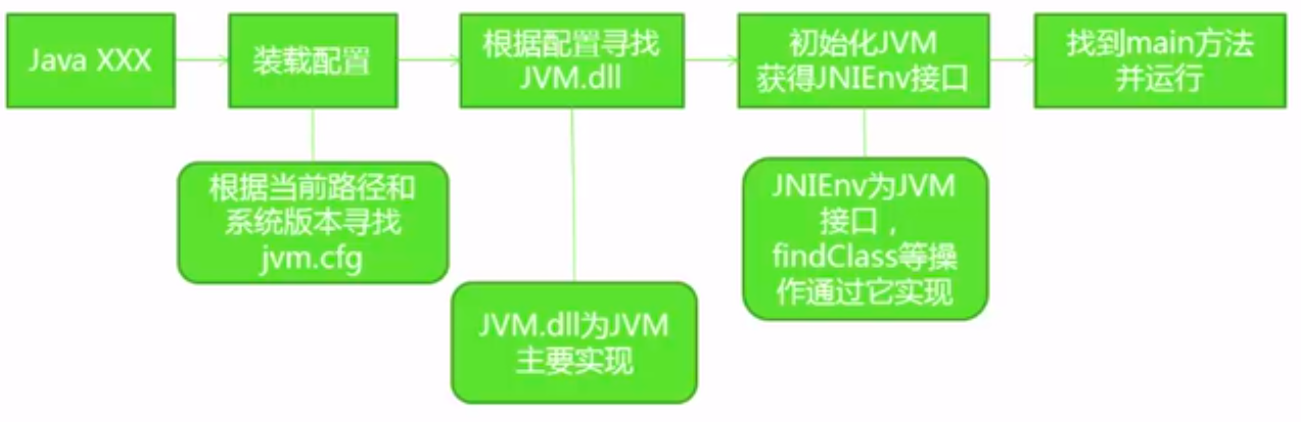 Java XXX
装载配置
根据配置寻找
JVM.dll
初始化JVM
获得JNIEnv接口
找到main方法
并运行
根据当前路径和
系统版本寻找
jvm.cfg
JVM.dll为JVM
主要实现
JNIEnv为JVM
接口，
findClass等操
作通过它实现